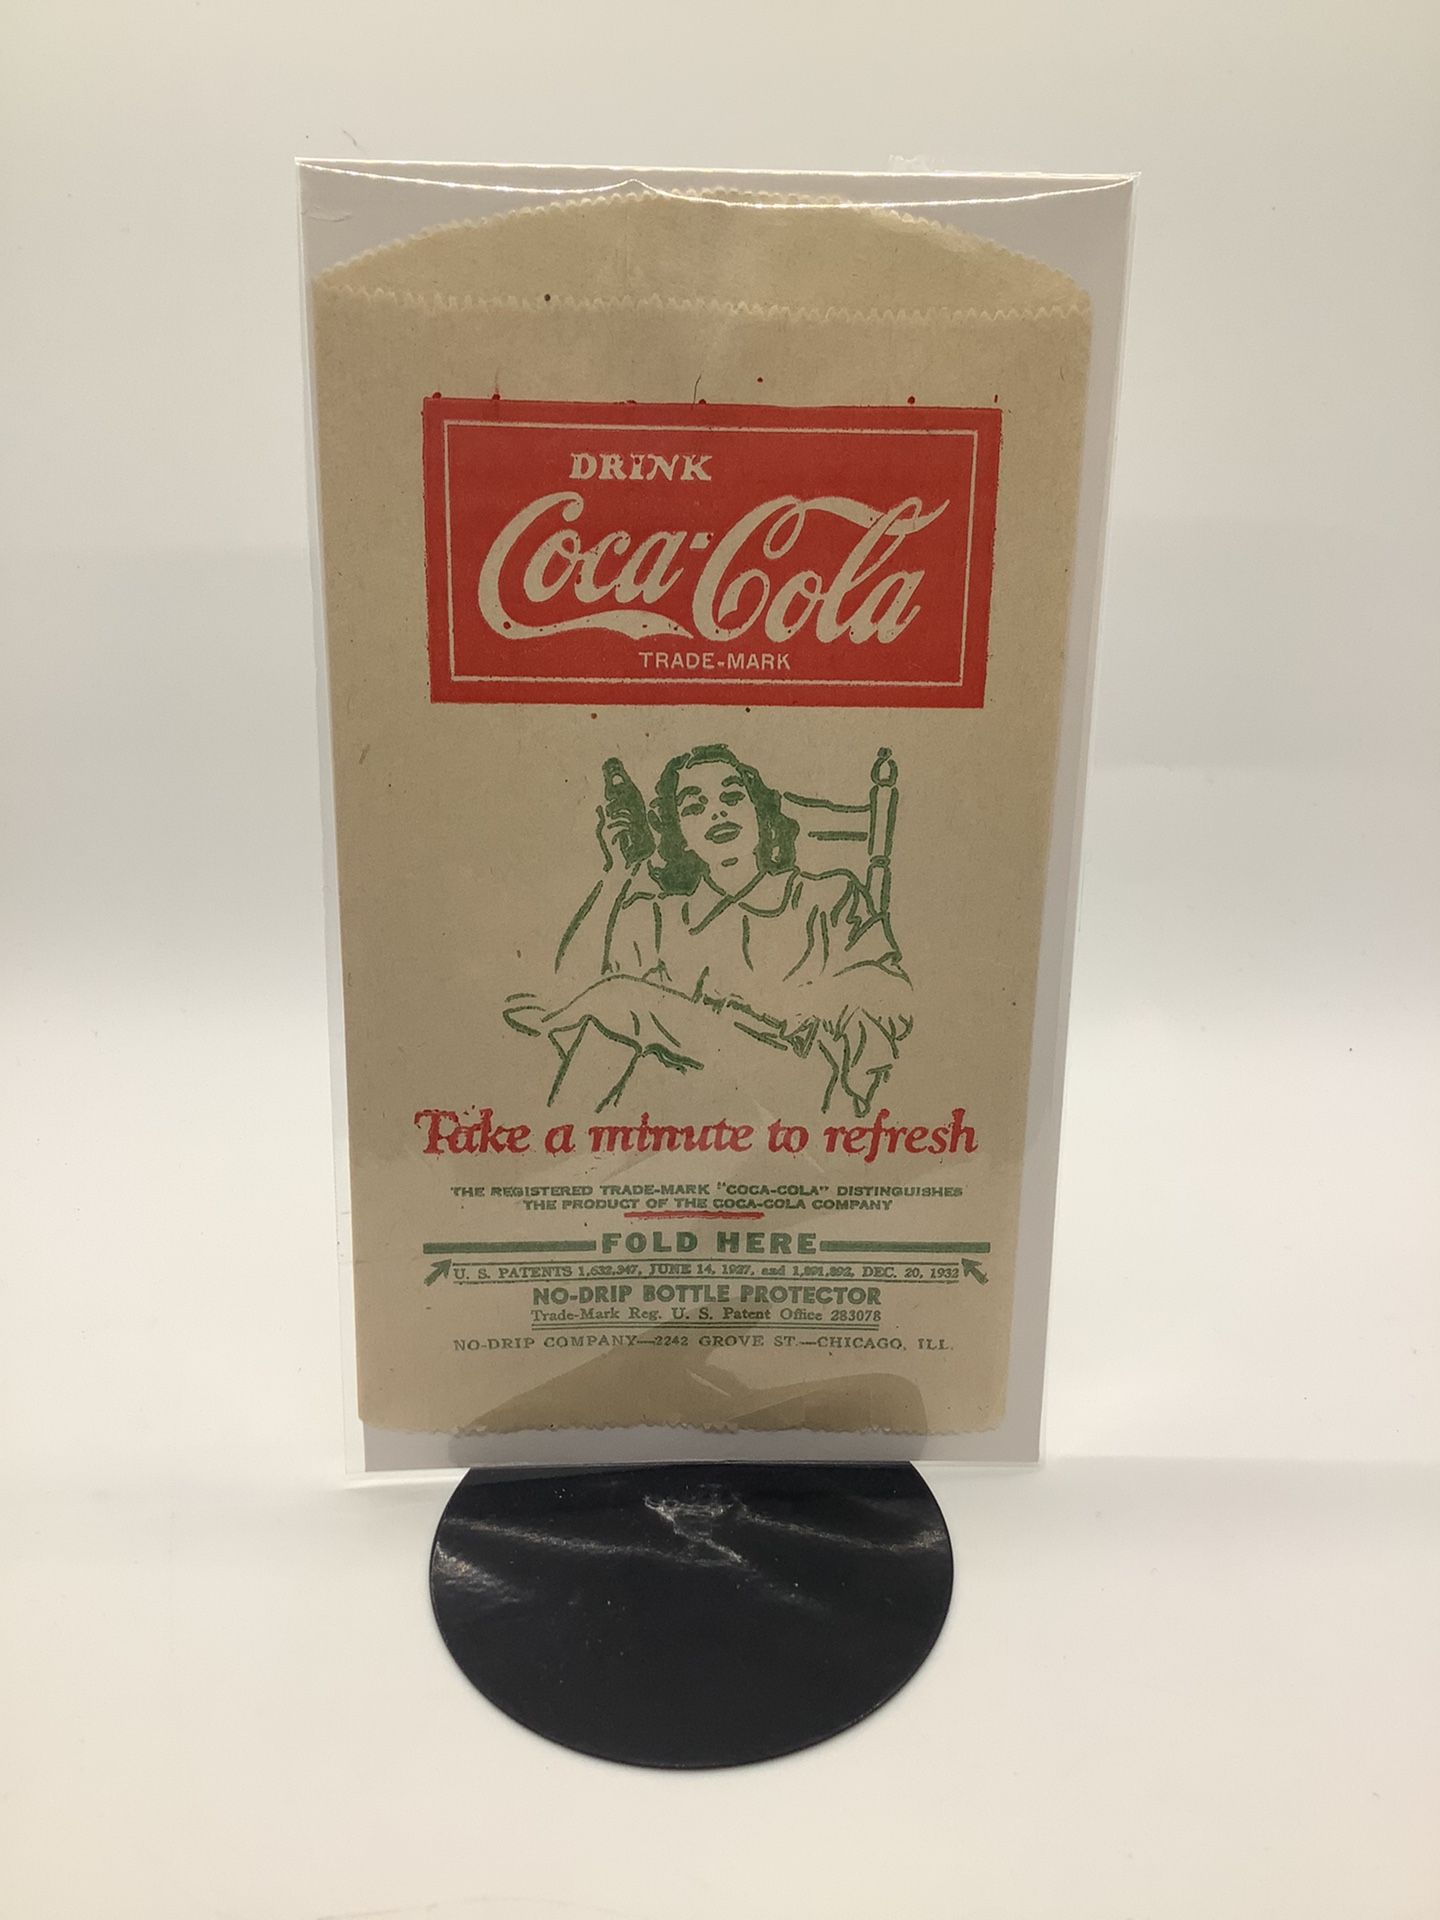 DRINK
Coca-Cola
TRADE-MARK
Take a minute to refresh
THE REGISTERED TRADE-MARK "COCA-COLA" DISTINGUISHES
THE PRODUCT OF THE COCA-COLA COMPANY
FOLD HERE
U. S. PATENTS 1,632,347, JUNE 14, 1927, and 1,891,892, DEC. 20, 1932
NO-DRIP BOTTLE PROTECTOR
Trade-Mark Reg. U. S. Patent Office 283078
NO-DRIP COMPANY—2242 GROVE ST.—CHICAGO, ILL.